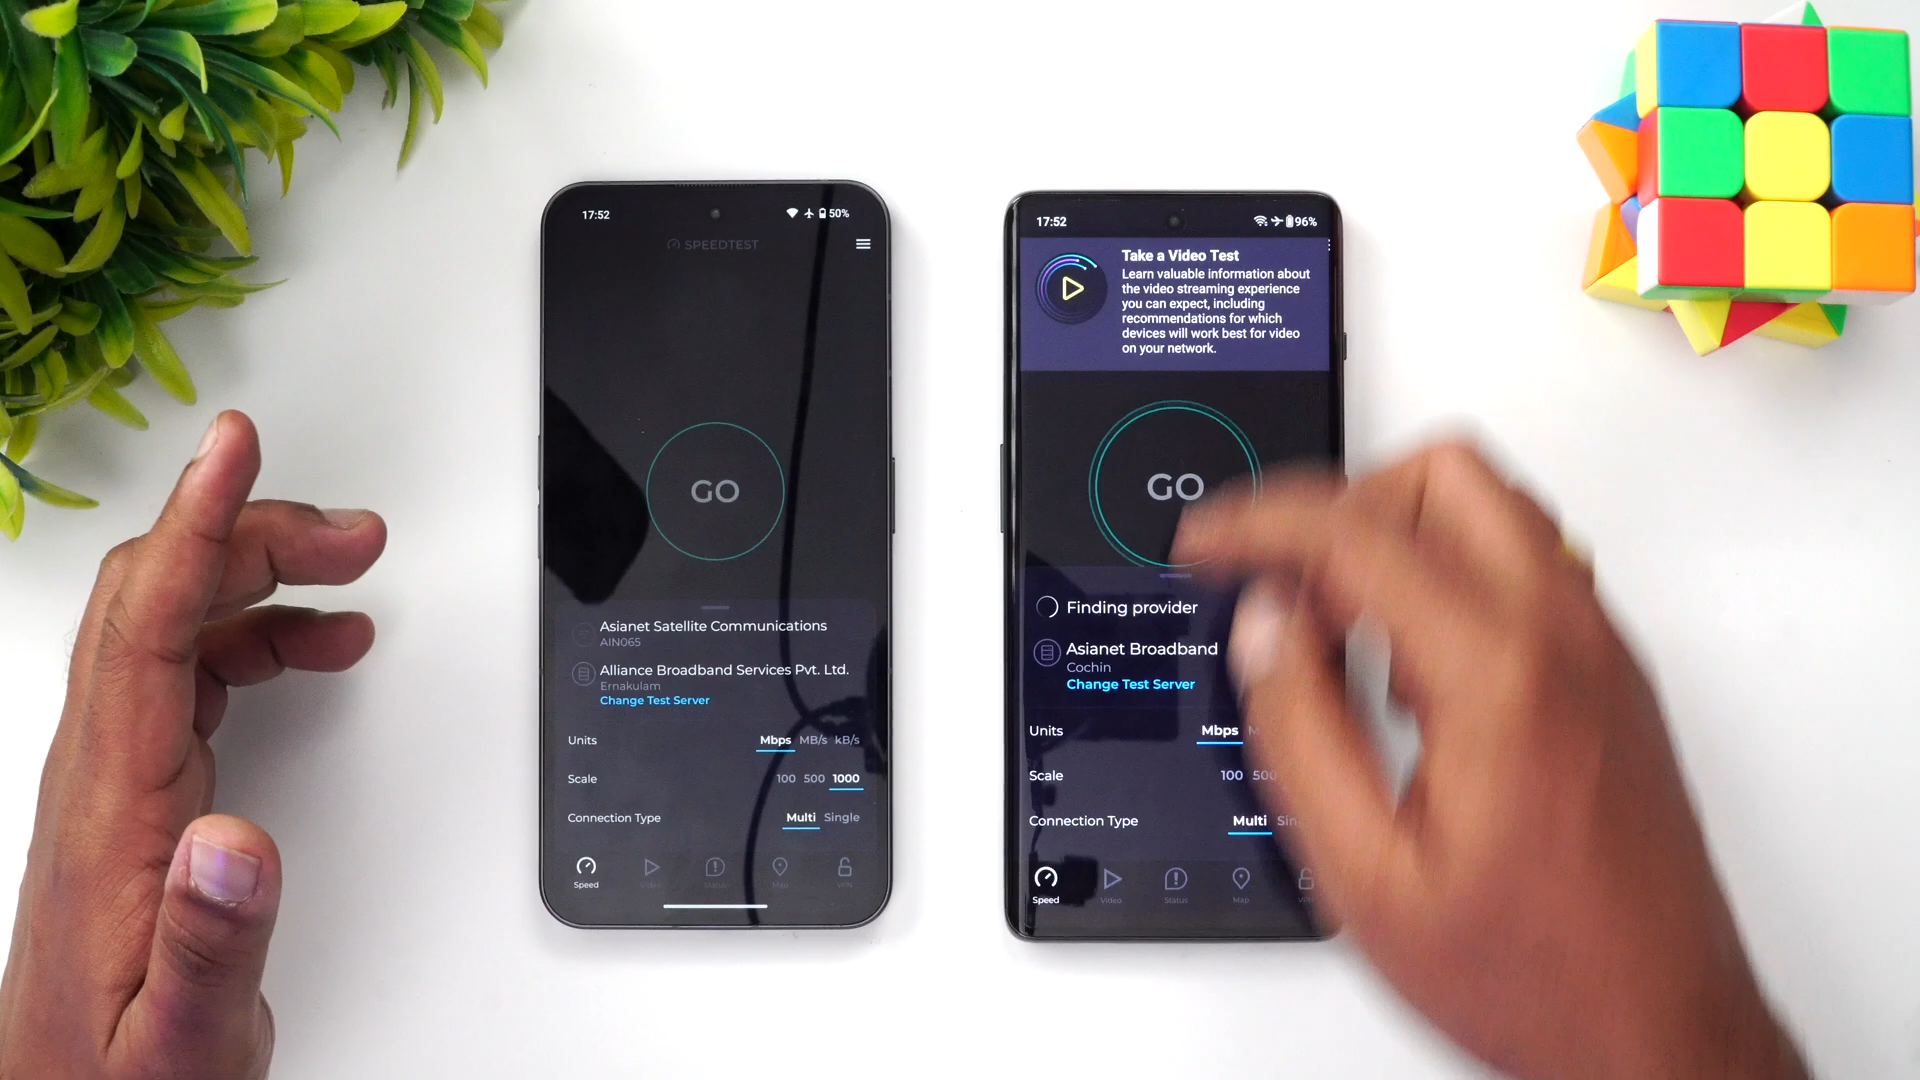 17:52
50%
SPEEDTEST
GO
Asianet Satellite Communications
AIN065
Alliance Broadband Services Pvt. Ltd.
Ernakulam
Change Test Server
Units Mbps MB/s kB/s
Scale 100 500 1000
Connection Type Multi Single
Speed Video Status Map VPN
17:52
96%
Take a Video Test
Learn valuable information about
the video streaming experience
you can expect, including
recommendations for which
devices will work best for video
on your network.
GO
Finding provider
Asianet Broadband
Cochin
Change Test Server
Units Mbps
Scale 100 500
Connection Type Multi
Speed Video Status Map